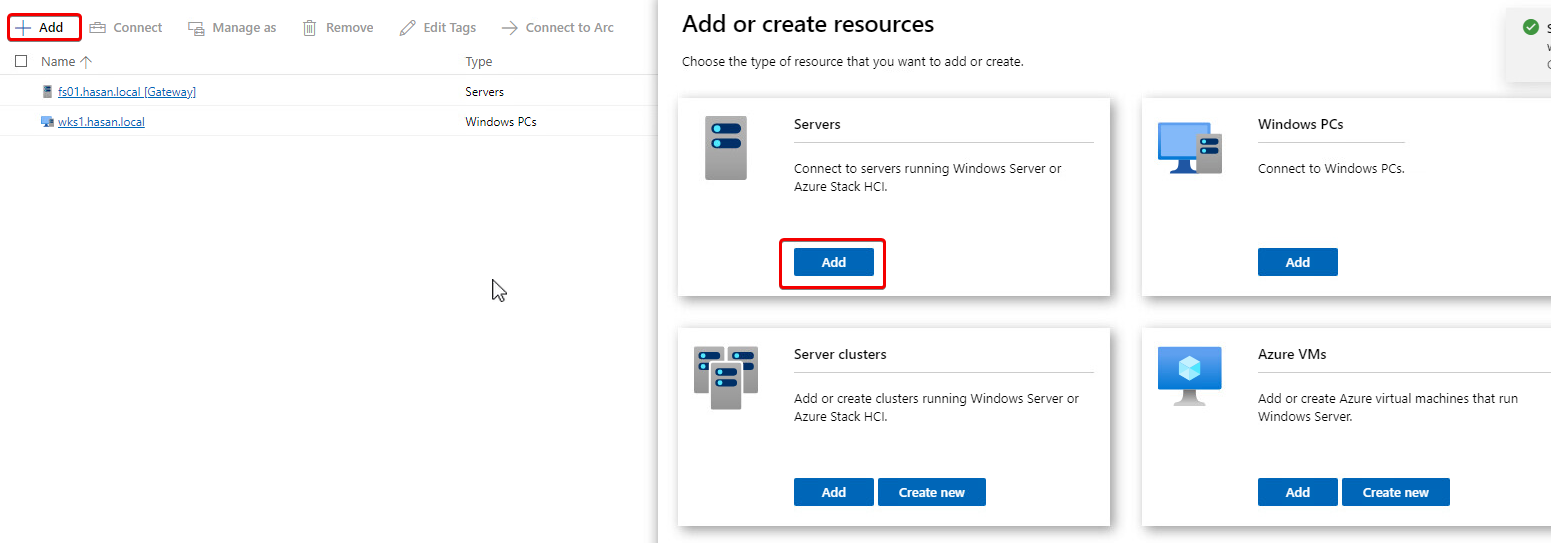 Add Connect Manage as Remove Edit Tags Connect to Arc
Name Type
fs01.hasan.local [Gateway] Servers
wks1.hasan.local Windows PCs
Add or create resources
Choose the type of resource that you want to add or create.
Servers
Connect to servers running Windows Server or
Azure Stack HCI.
Add
Windows PCs
Connect to Windows PCs.
Add
Server clusters
Add or create clusters running Windows Server or
Azure Stack HCI.
Add Create new
Azure VMs
Add or create Azure virtual machines that run
Windows Server.
Add Create new